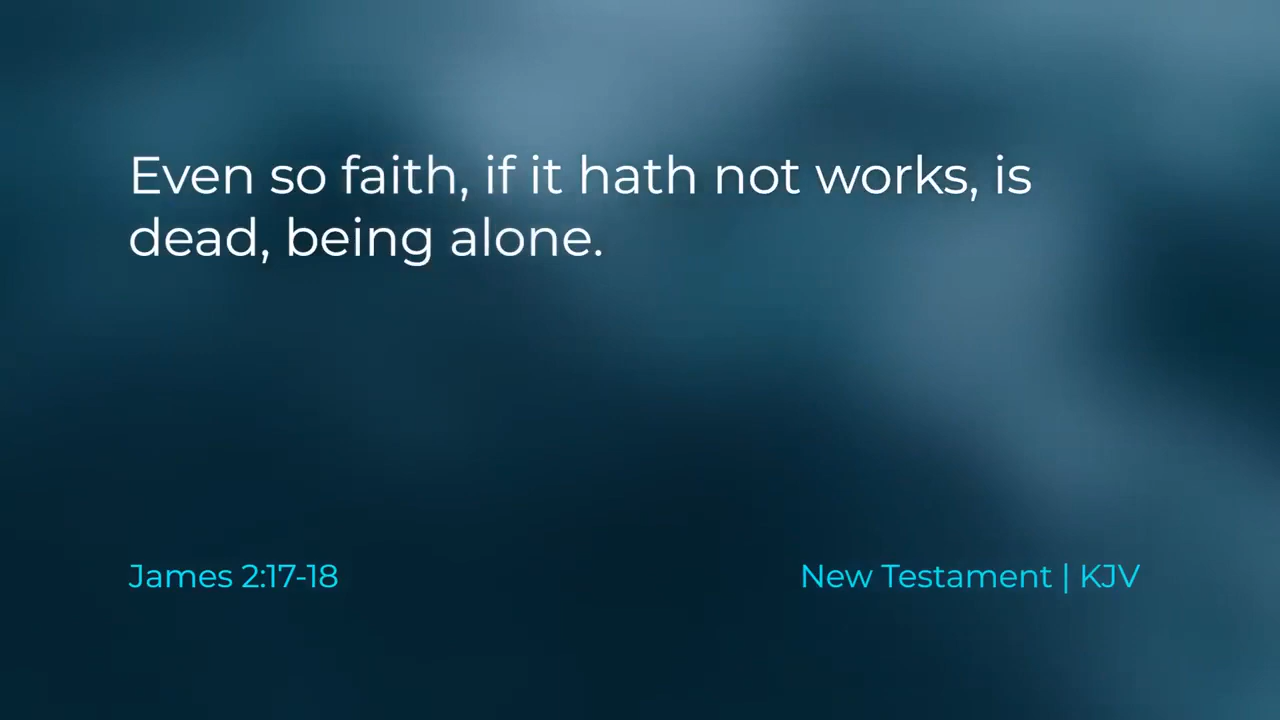 Even so faith, if it hath not works, is
dead, being alone.
James 2:17-18
New Testament | KJV